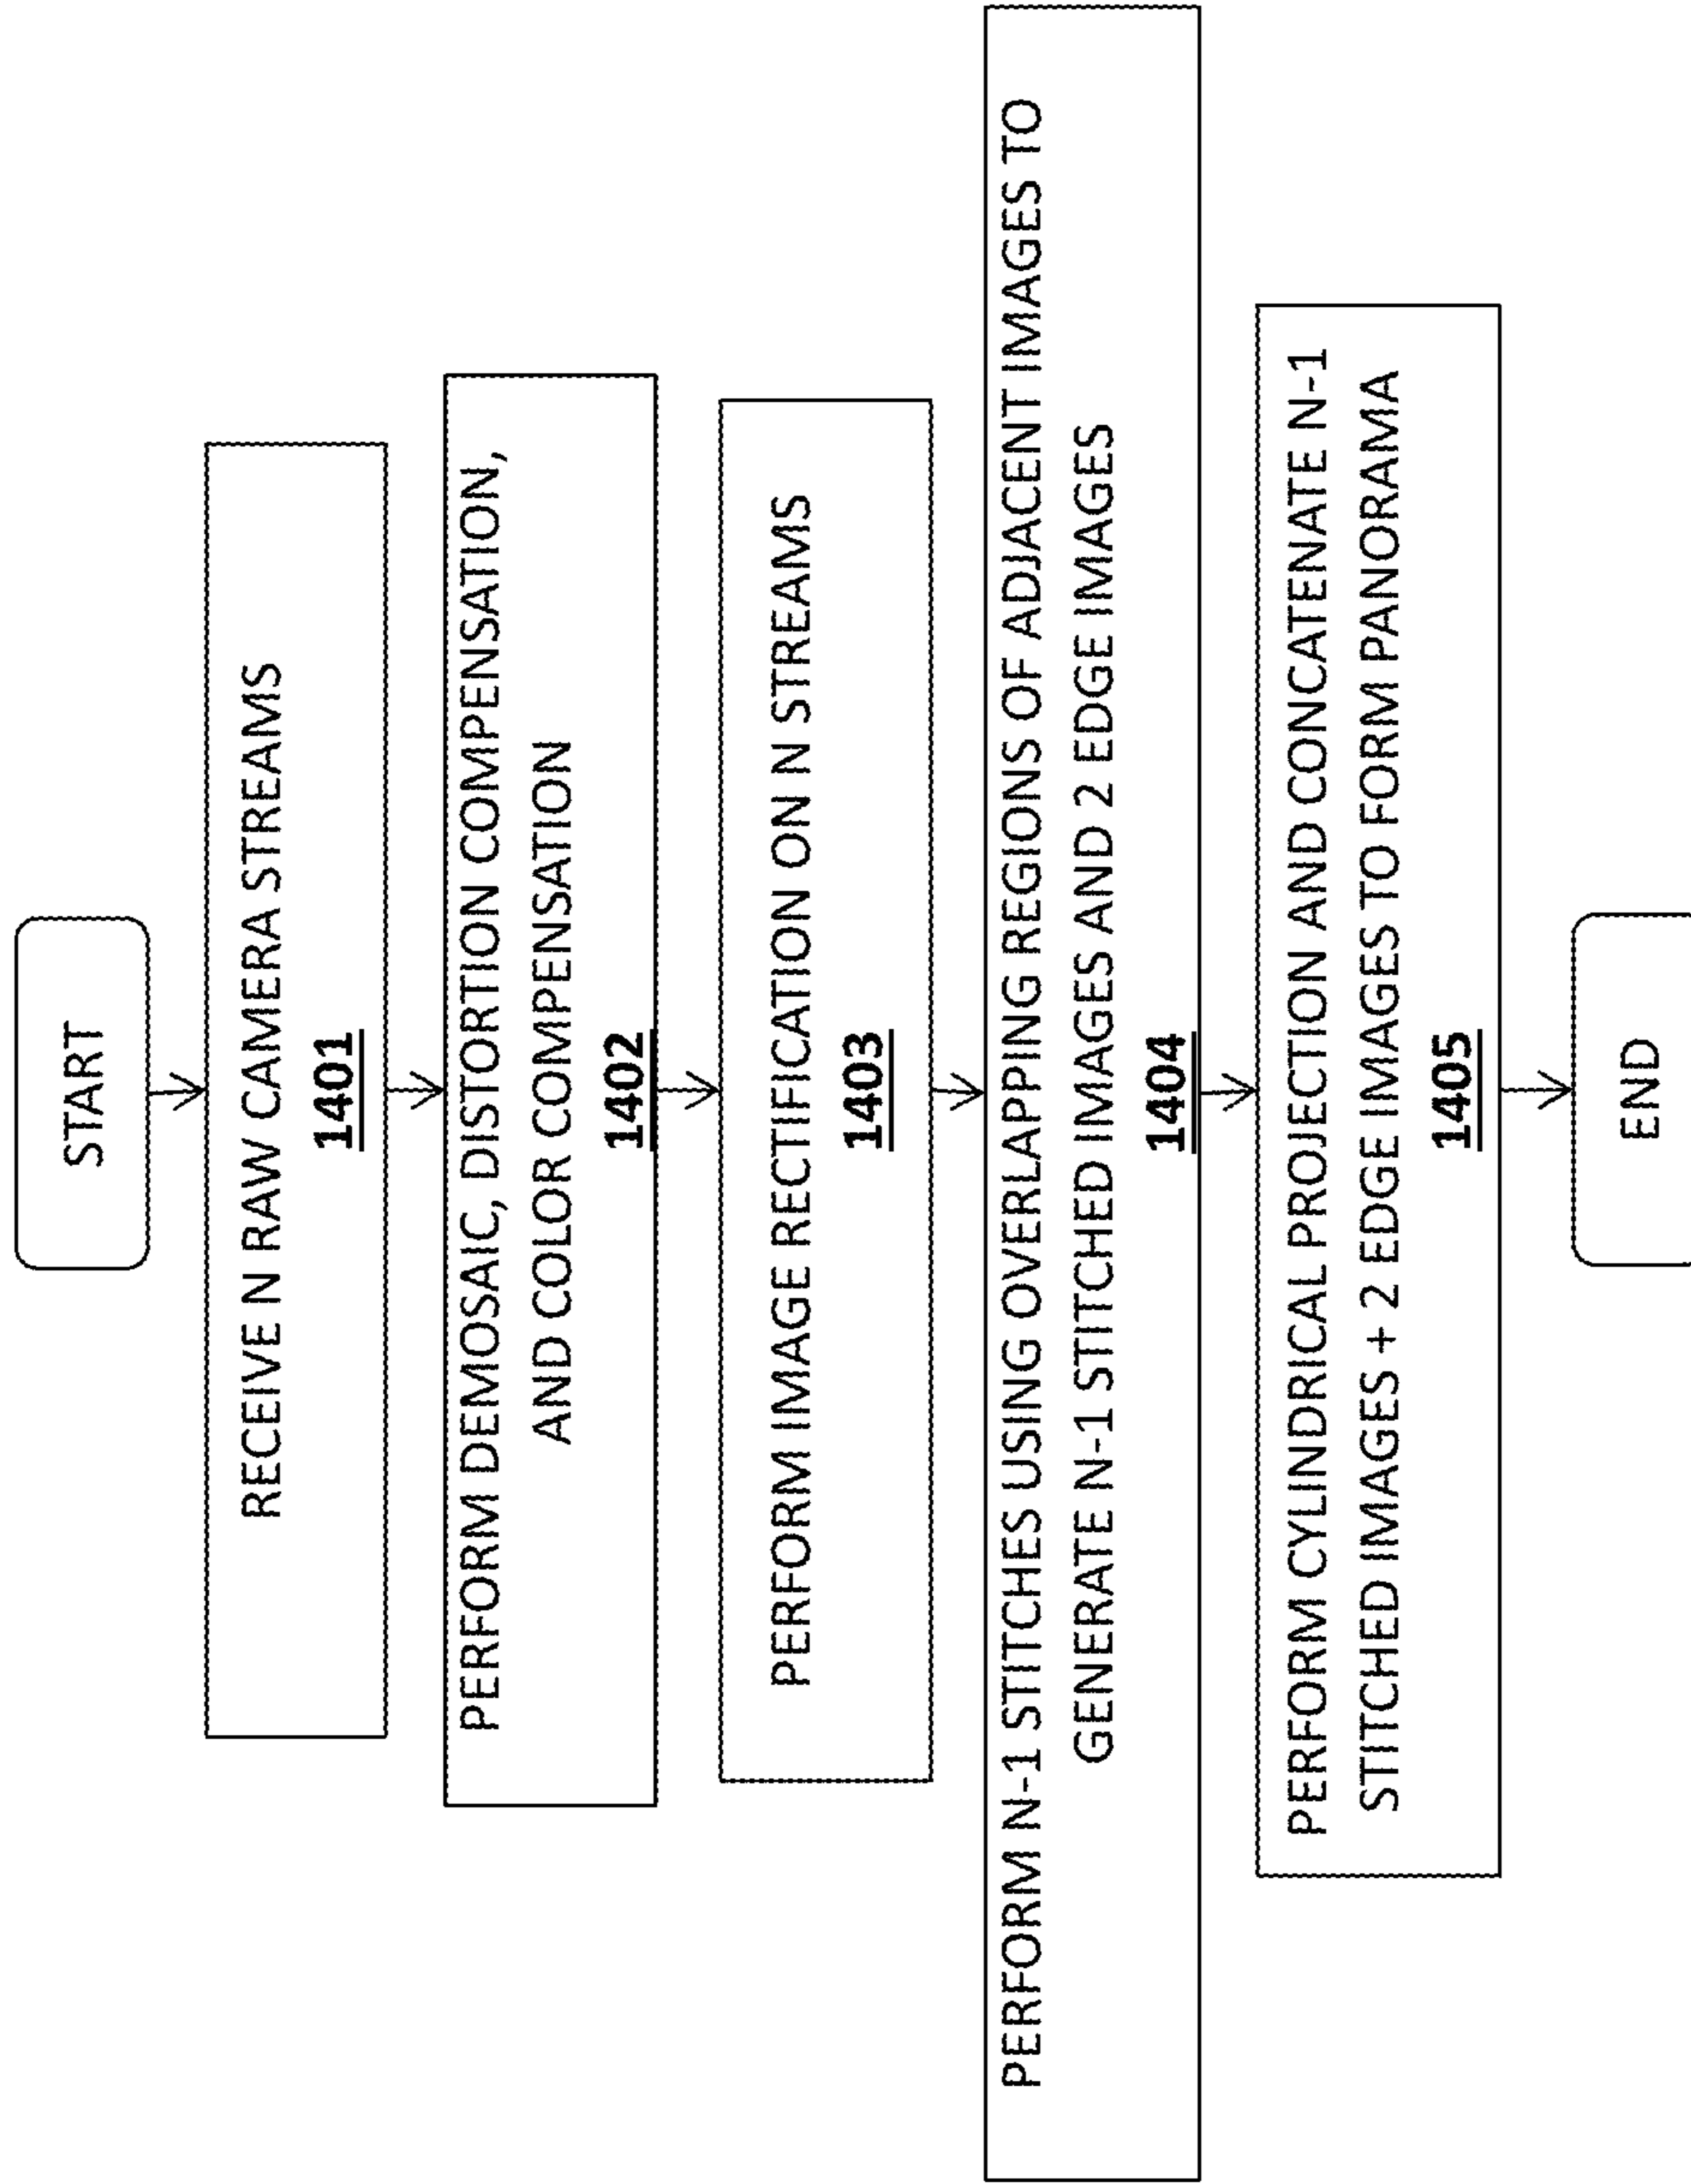 START
RECEIVE N RAW CAMERA STREAMS
1401
PERFORM DEMOSAIC, DISTORTION COMPENSATION,
AND COLOR COMPENSATION
1402
PERFORM IMAGE RECTIFICATION ON N STREAMS
1403
PERFORM N-1 STITCHES USING OVERLAPPING REGIONS OF ADJACENT IMAGES TO
GENERATE N-1 STITCHED IMAGES AND 2 EDGE IMAGES
1404
PERFORM CYLINDRICAL PROJECTION AND CONCATENATE N-1
STITCHED IMAGES + 2 EDGE IMAGES TO FORM PANORAMA
1405
END